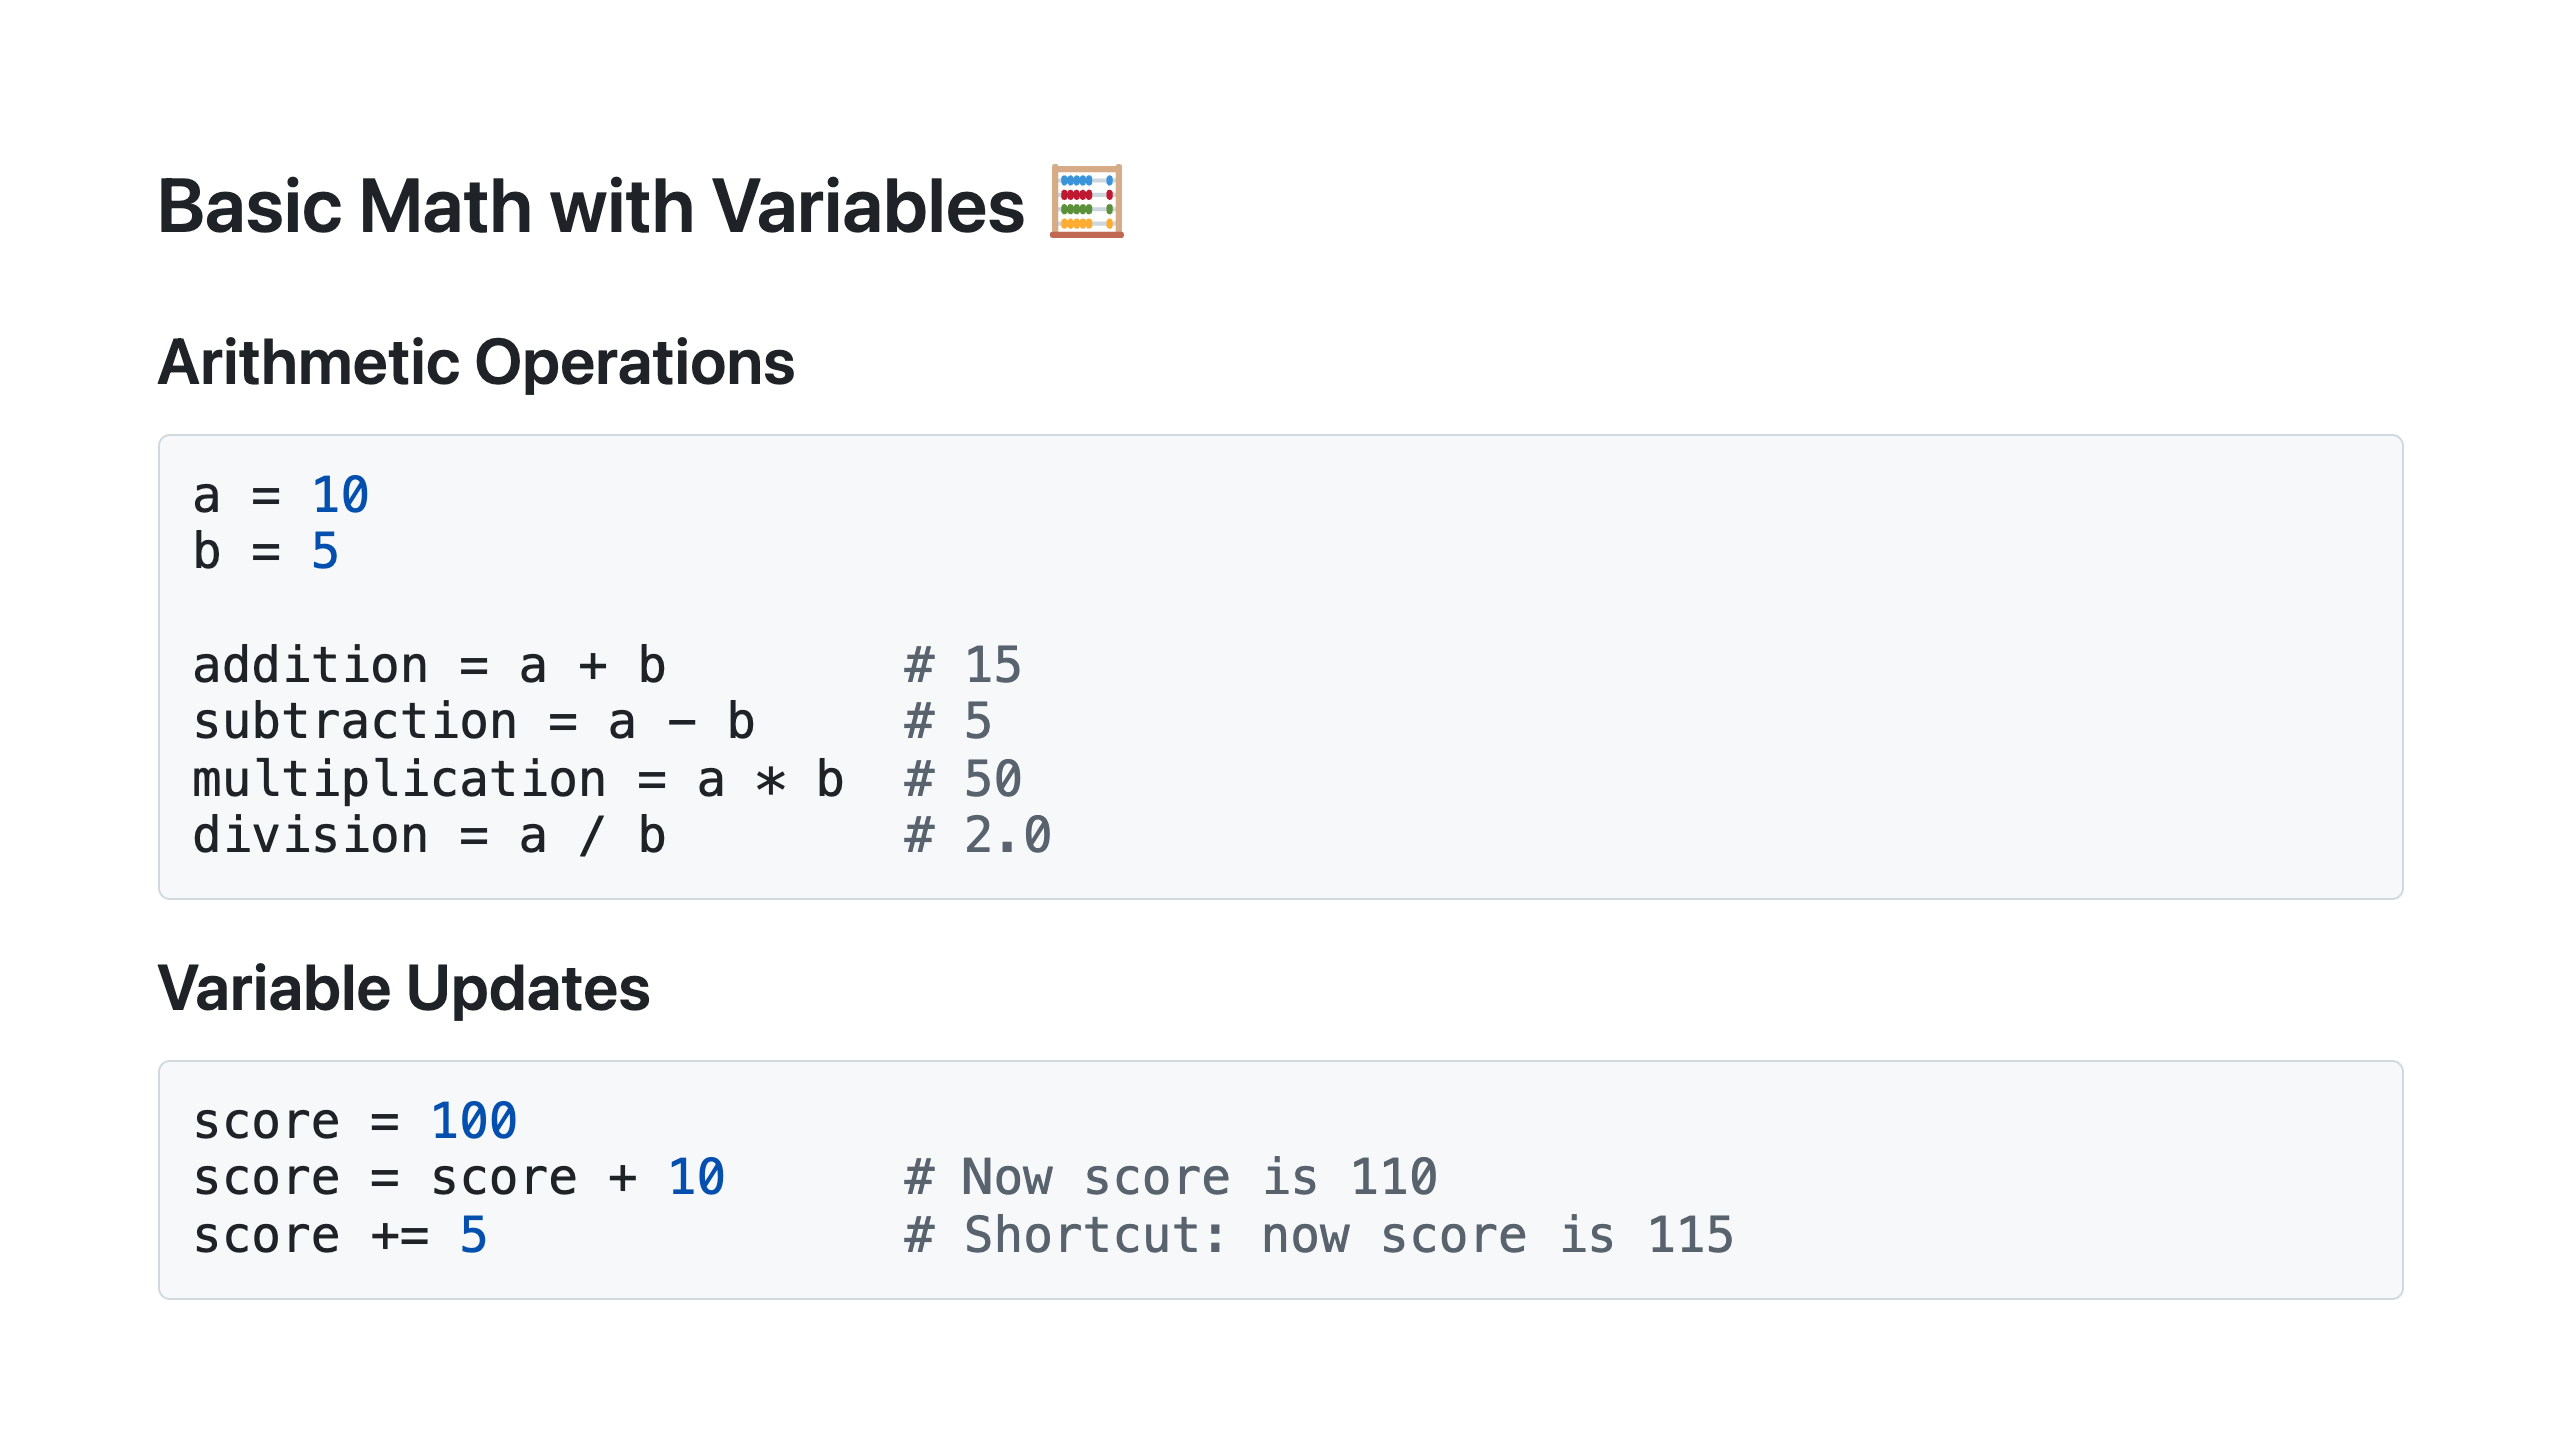 Basic Math with Variables 🧮
Arithmetic Operations
a = 10
b = 5
addition = a + b        # 15
subtraction = a - b     # 5
multiplication = a * b  # 50
division = a / b        # 2.0
Variable Updates
score = 100
score = score + 10      # Now score is 110
score += 5              # Shortcut: now score is 115